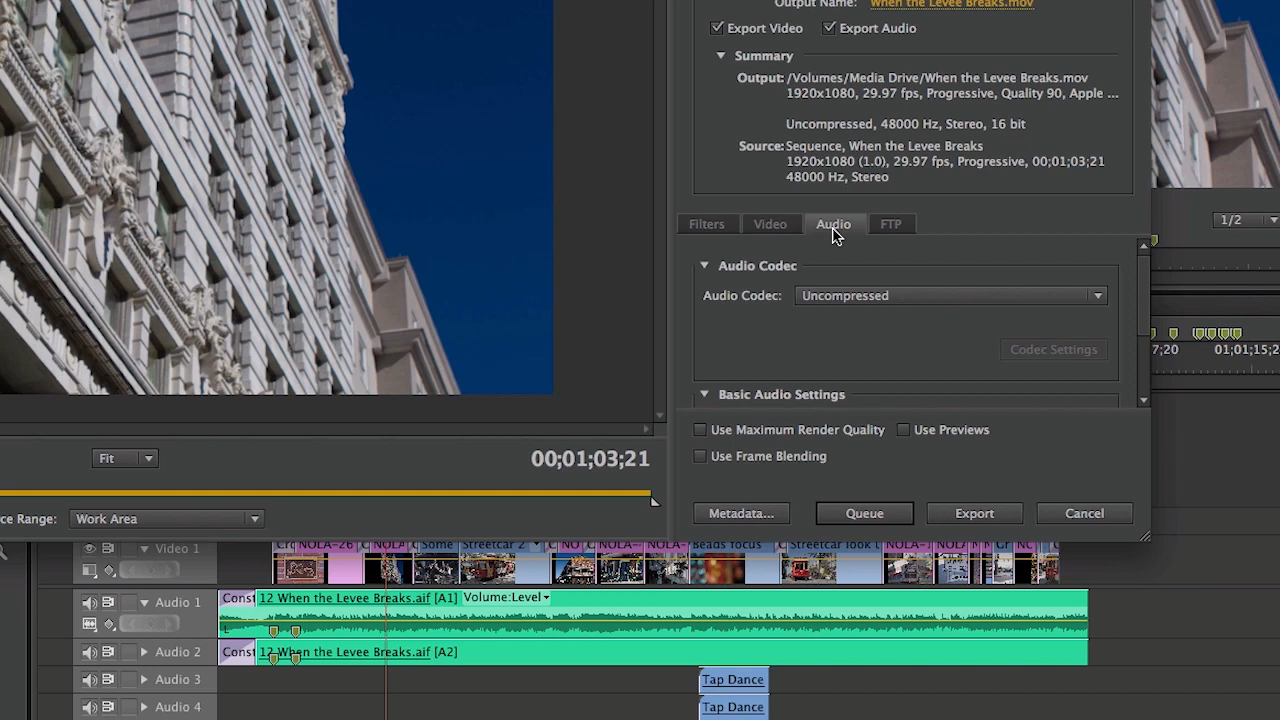 Output Name: When the Levee Breaks.mov
Export Video Export Audio
Summary
Output: /Volumes/Media Drive/When the Levee Breaks.mov
1920x1080, 29.97 fps, Progressive, Quality 90, Apple ...
Uncompressed, 48000 Hz, Stereo, 16 bit
Source: Sequence, When the Levee Breaks
1920x1080 (1.0), 29.97 fps, Progressive, 00;01;03;21
48000 Hz, Stereo
Filters Video Audio FTP
1/2
Audio Codec
Audio Codec: Uncompressed
Codec Settings
7;20 01;01;15;2
Basic Audio Settings
Use Maximum Render Quality Use Previews
Use Frame Blending
Fit 00;01;03;21
Metadata... Queue Export Cancel
ce Range: Work Area
Video 1 NOLA-26 NOLA Some Streetcar 2 NO NOLA- NOLA- Beads focus Streetcar look t NOLA- NOLA
Audio 1 Const 12 When the Levee Breaks.aif [A1] Volume:Level
L
Audio 2 Const 12 When the Levee Breaks.aif [A2]
Audio 3 Tap Dance
Audio 4 Tap Dance